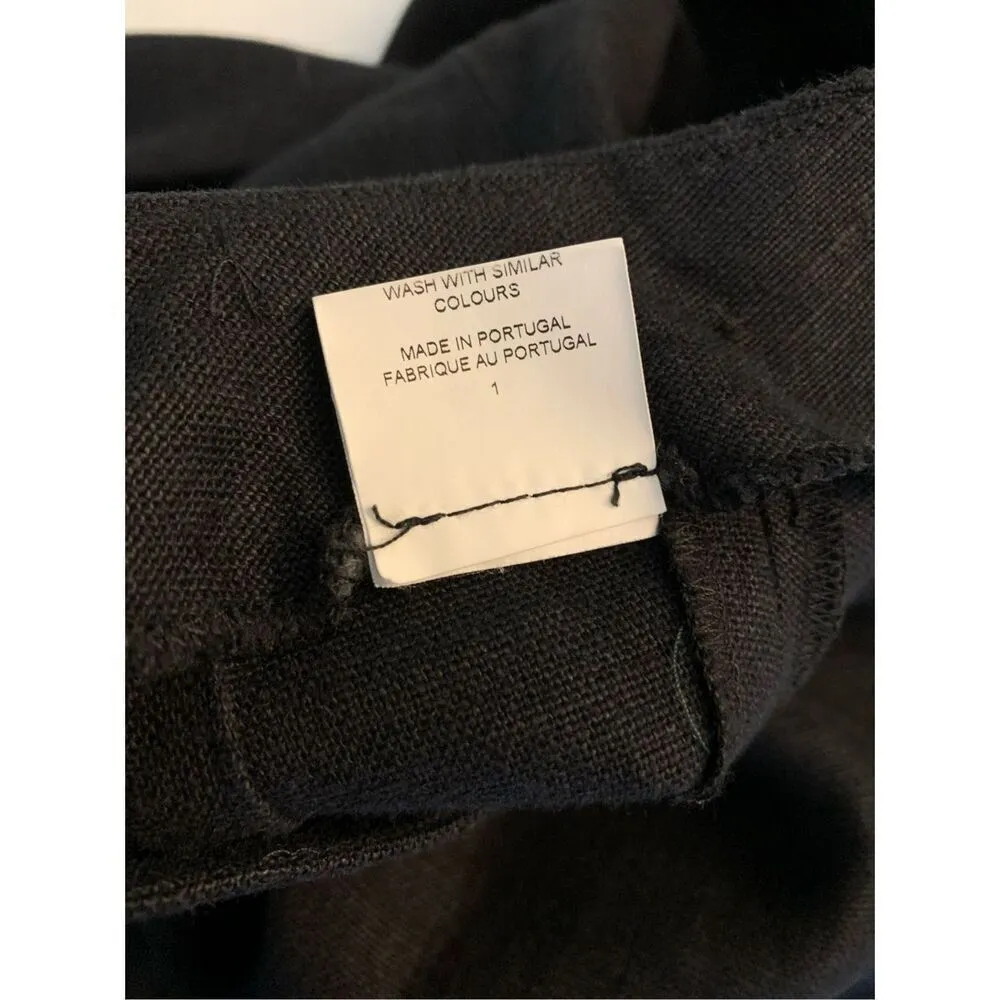 WASH WITH SIMILAR
COLOURS
MADE IN PORTUGAL
FABRIQUE AU PORTUGAL
1